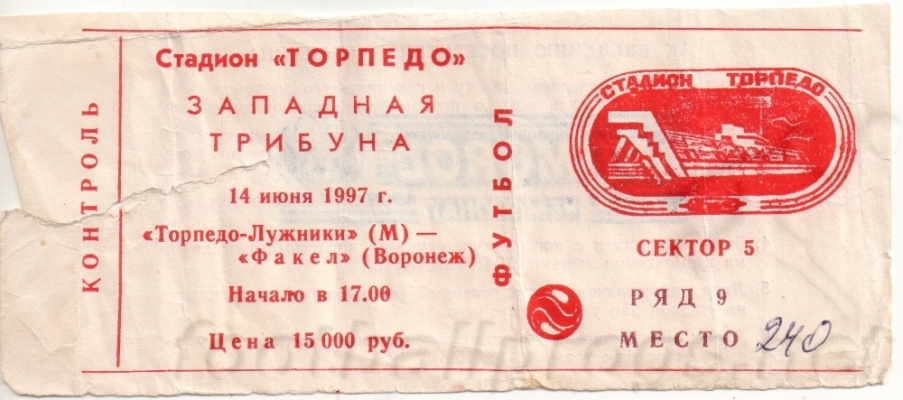 КОНТРОЛЬ
Стадион «ТОРПЕДО»
ЗАПАДНАЯ
ТРИБУНА
14 июня 1997 г.
«Торпедо-Лужники» (М) —
«Факел» (Воронеж)
Начало в 17.00
Цена 15 000 руб.
ФУТБОЛ
СТАДИОН ТОРПЕДО
СЕКТОР 5
РЯД 9
МЕСТО 240